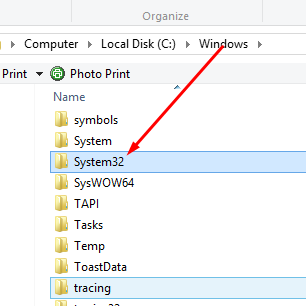 Organize
Computer Local Disk (C:) Windows
Print Photo Print
Name
symbols
System
System32
SysWOW64
TAPI
Tasks
Temp
ToastData
tracing